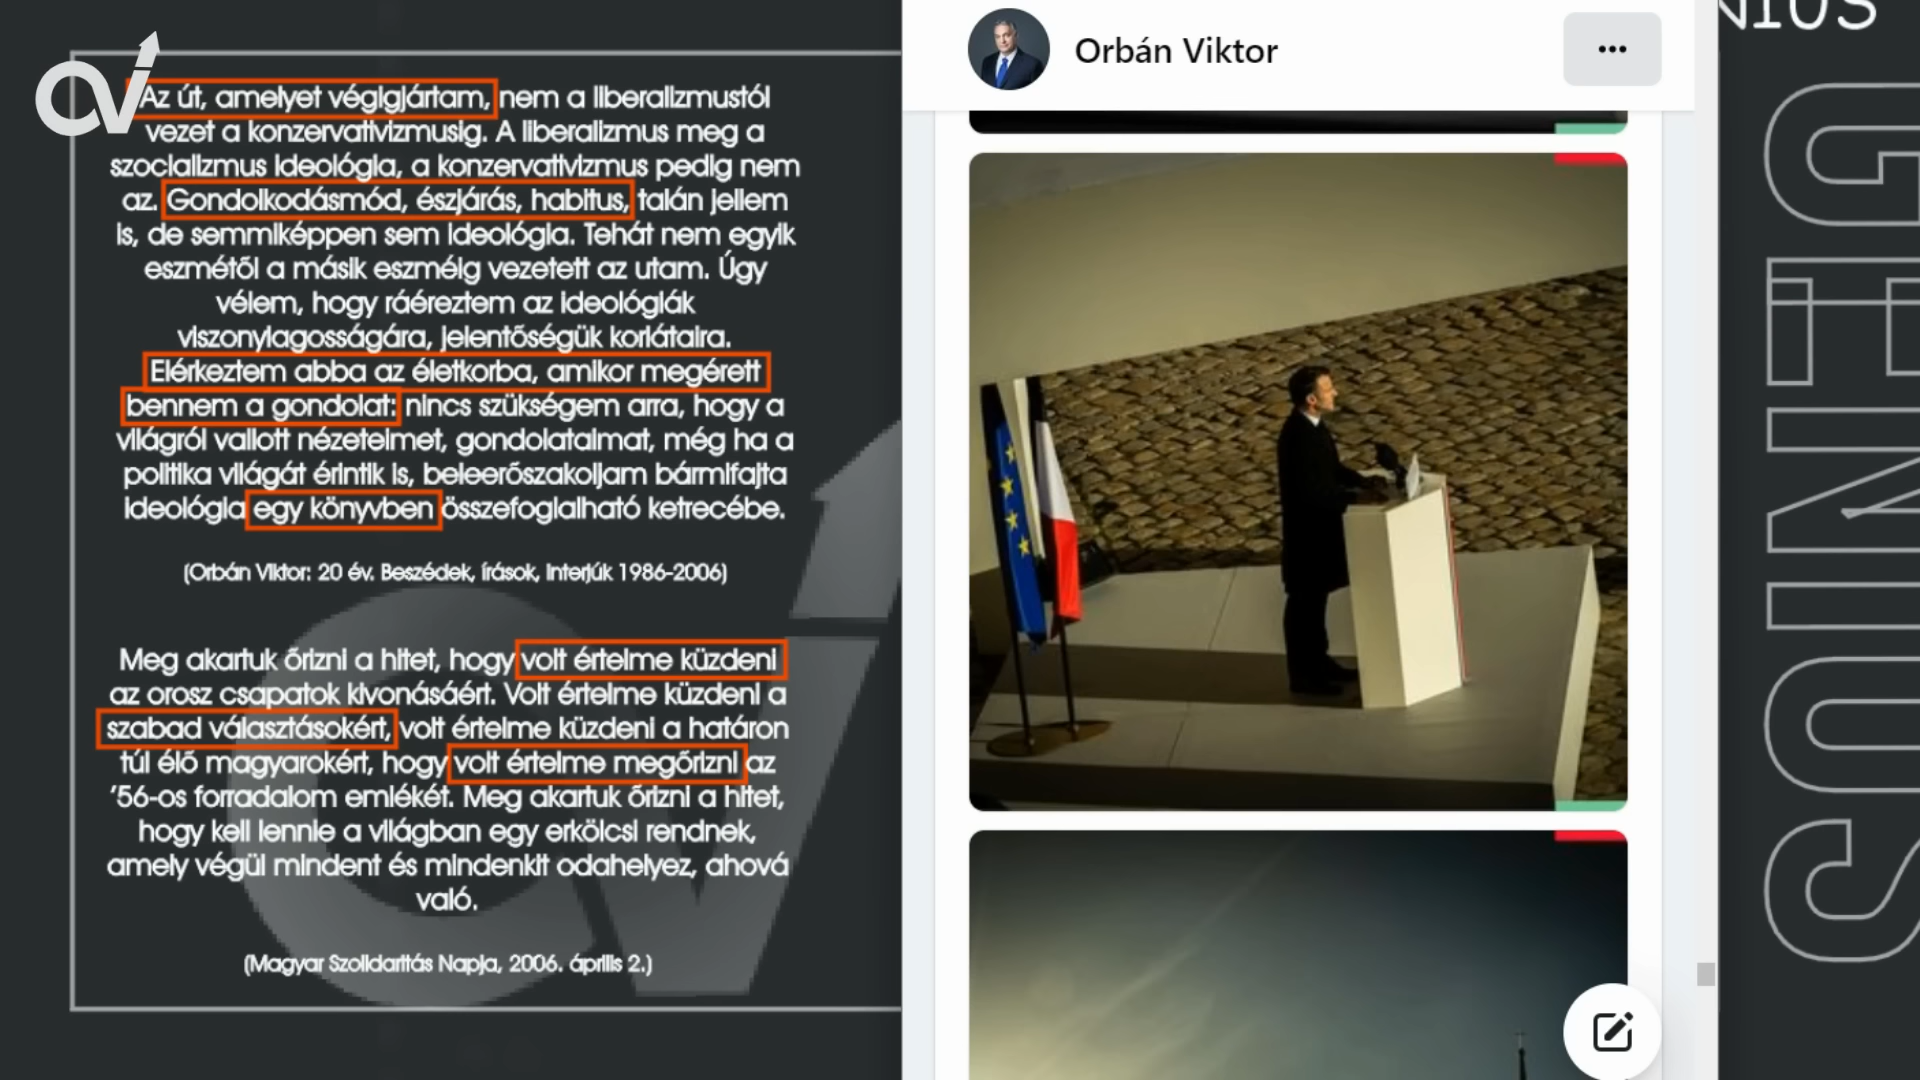 Az út, amelyet végigjártam, nem a liberalizmustól
vezet a konzervativizmusig. A liberalizmus meg a
szocializmus ideológia, a konzervativizmus pedig nem
az. Gondolkodásmód, észjárás, habitus, talán jellem
is, de semmiképpen sem ideológia. Tehát nem egyik
eszmétől a másik eszméig vezetett az utam. Úgy
vélem, hogy ráéreztem az ideológiák
viszonylagosságára, jelentőségük korlátaira.
Elérkeztem abba az életkorba, amikor megérett
bennem a gondolat: nincs szükségem arra, hogy a
világról vallott nézeteimet, gondolataimat, még ha a
politika világát érintik is, beleerőszakoljam bármifajta
ideológia egy könyvben összefoglalható ketrecébe.
(Orbán Viktor: 20 év. Beszédek, írások, interjúk 1986-2006)
Meg akartuk őrizni a hitet, hogy volt értelme küzdeni
az orosz csapatok kivonásáért. Volt értelme küzdeni a
szabad választásokért, volt értelme küzdeni a határon
túl élő magyarokért, hogy volt értelme megőrizni az
'56-os forradalom emlékét. Meg akartuk őrizni a hitet,
hogy kell lennie a világban egy erkölcsi rendnek,
amely végül mindent és mindenkit odahelyez, ahová
való.
(Magyar Szolidaritás Napja, 2006. április 2.)
Orbán Viktor
NIUS
GENIUS